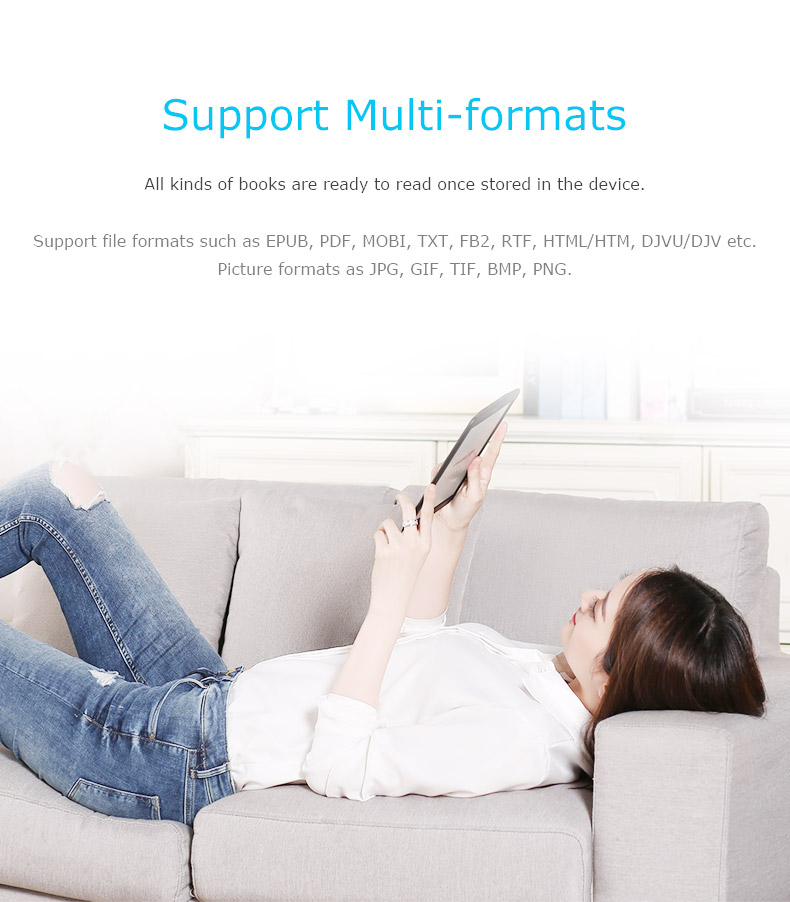 Support Multi-formats
All kinds of books are ready to read once stored in the device.
Support file formats such as EPUB, PDF, MOBI, TXT, FB2, RTF, HTML/HTM, DJVU/DJV etc.
Picture formats as JPG, GIF, TIF, BMP, PNG.